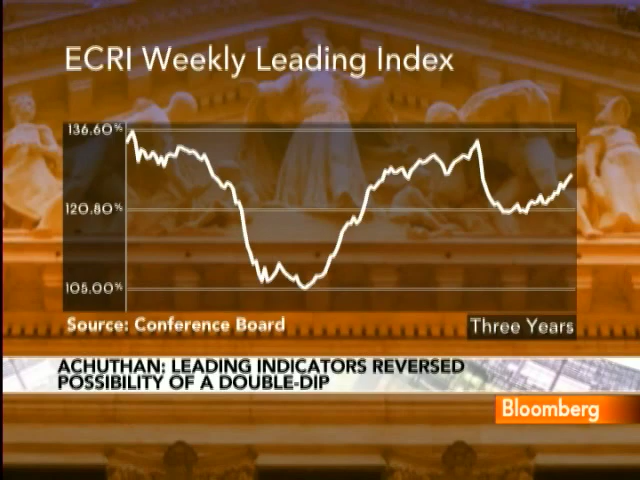 ECRI Weekly Leading Index
136.60%
120.80%
105.00%
Source: Conference Board
Three Years
ACHUTHAN: LEADING INDICATORS REVERSED
POSSIBILITY OF A DOUBLE-DIP
Bloomberg